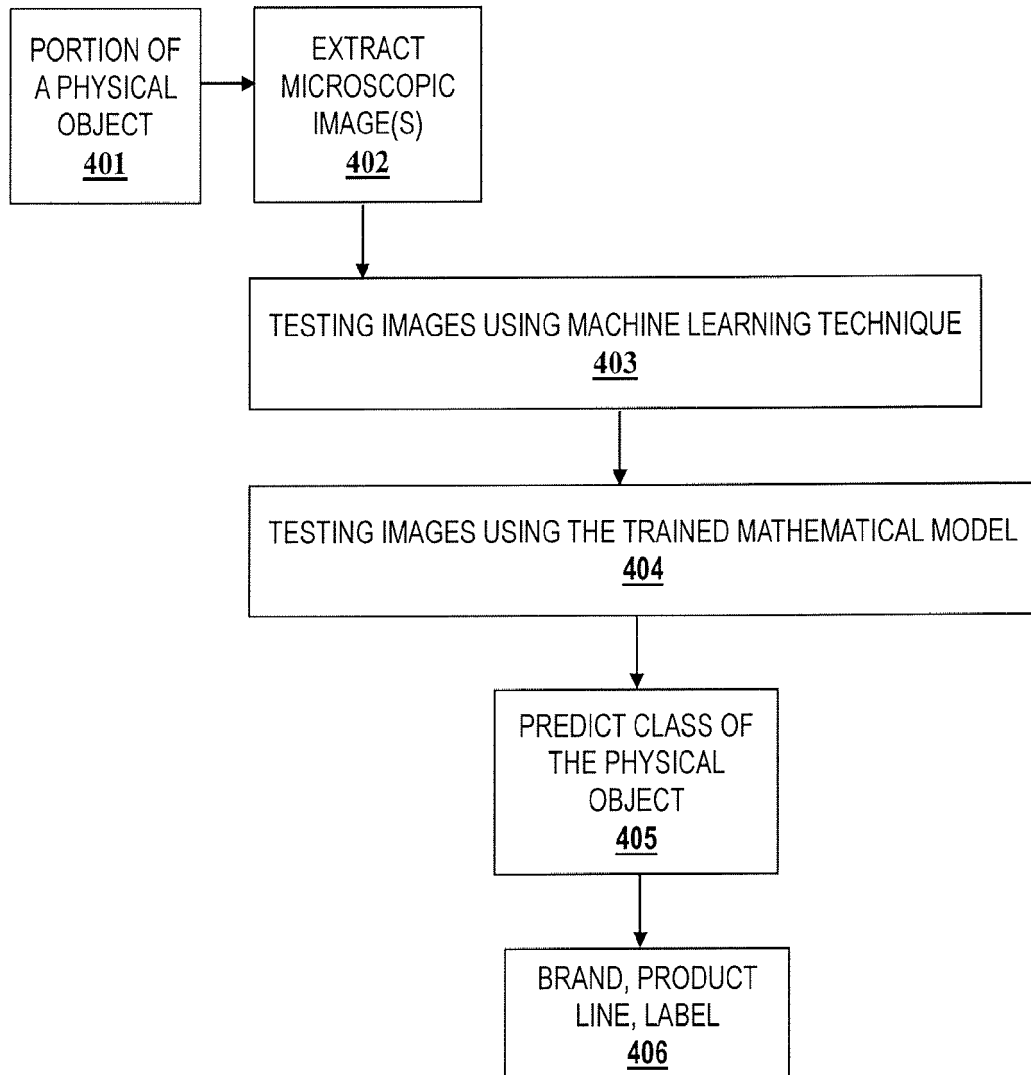 PORTION OF
A PHYSICAL
OBJECT
401
EXTRACT
MICROSCOPIC
IMAGE(S)
402
TESTING IMAGES USING MACHINE LEARNING TECHNIQUE
403
TESTING IMAGES USING THE TRAINED MATHEMATICAL MODEL
404
PREDICT CLASS OF
THE PHYSICAL
OBJECT
405
BRAND, PRODUCT
LINE, LABEL
406